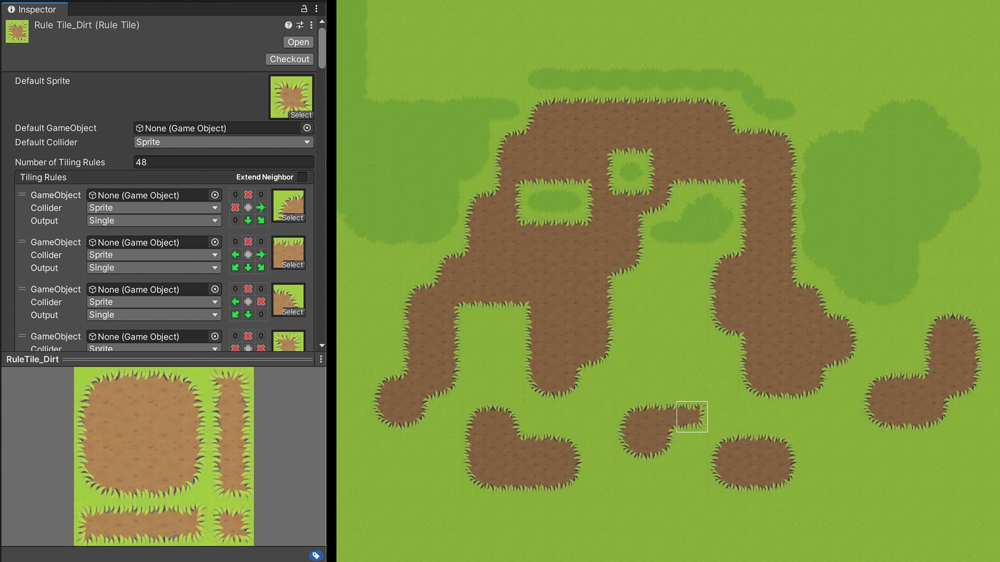 Inspector
Rule Tile_Dirt (Rule Tile)
Open
Checkout
Default Sprite
Select
Default GameObject None (Game Object)
Default Collider Sprite
Number of Tiling Rules 48
Tiling Rules Extend Neighbor
GameObject None (Game Object) 0 0
Collider Sprite
Output Single 0 Select
GameObject None (Game Object) 0 0
Collider Sprite
Output Single Select
GameObject None (Game Object) 0 0
Collider Sprite
Output Single 0 Select
GameObject None (Game Object) 0 0
Collider Sprite
RuleTile_Dirt